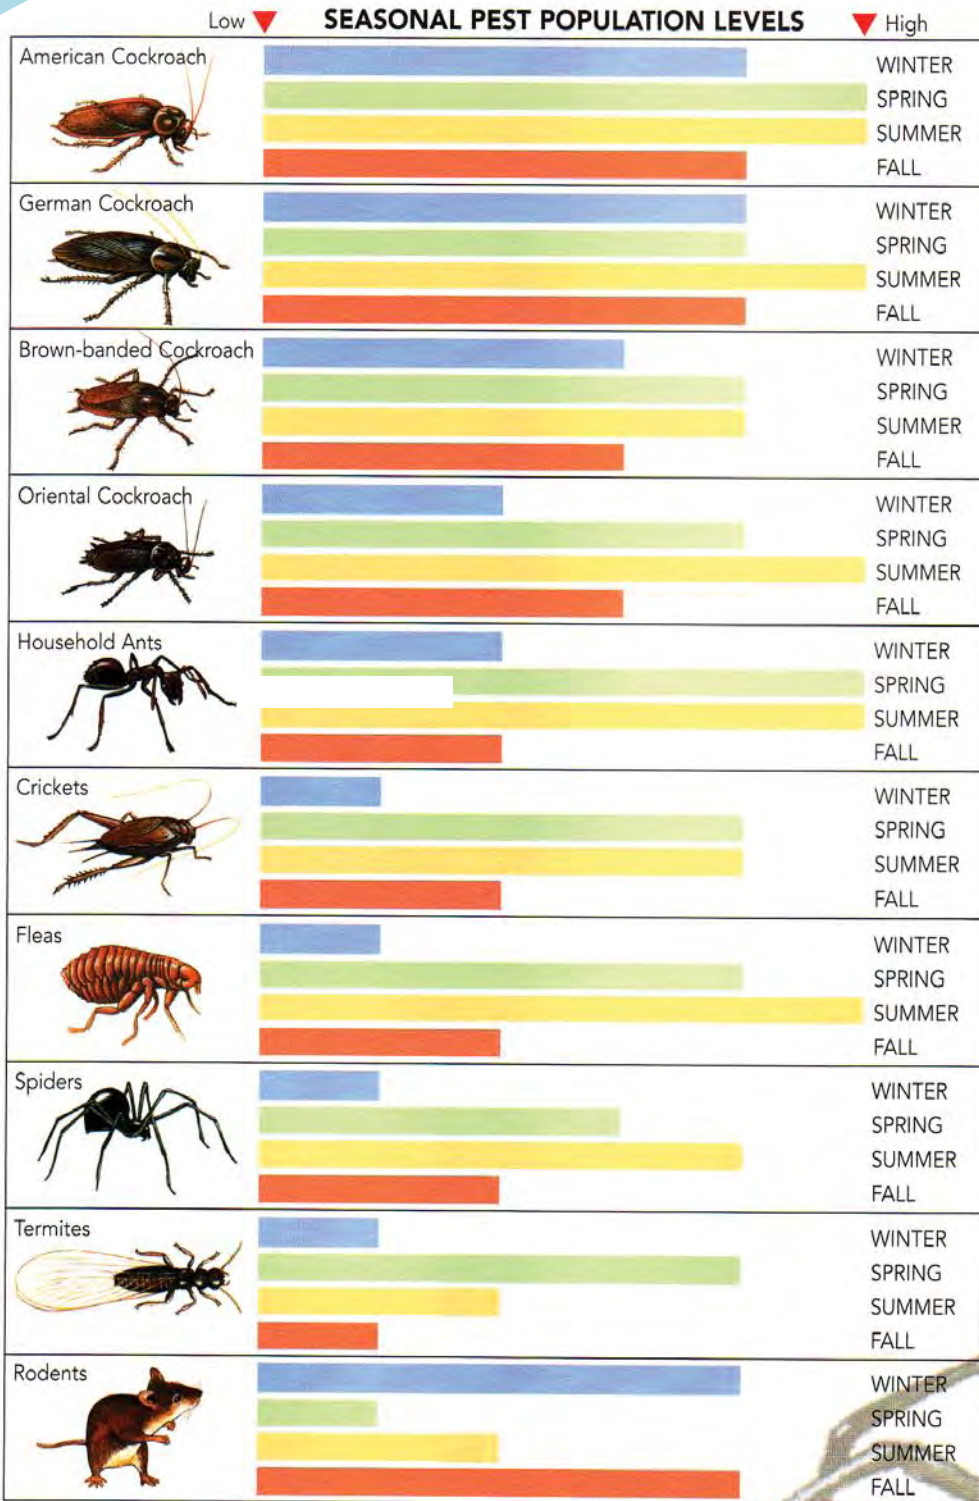 Low SEASONAL PEST POPULATION LEVELS High
American Cockroach
WINTER
SPRING
SUMMER
FALL
German Cockroach
WINTER
SPRING
SUMMER
FALL
Brown-banded Cockroach
WINTER
SPRING
SUMMER
FALL
Oriental Cockroach
WINTER
SPRING
SUMMER
FALL
Household Ants
WINTER
SPRING
SUMMER
FALL
Crickets
WINTER
SPRING
SUMMER
FALL
Fleas
WINTER
SPRING
SUMMER
FALL
Spiders
WINTER
SPRING
SUMMER
FALL
Termites
WINTER
SPRING
SUMMER
FALL
Rodents
WINTER
SPRING
SUMMER
FALL